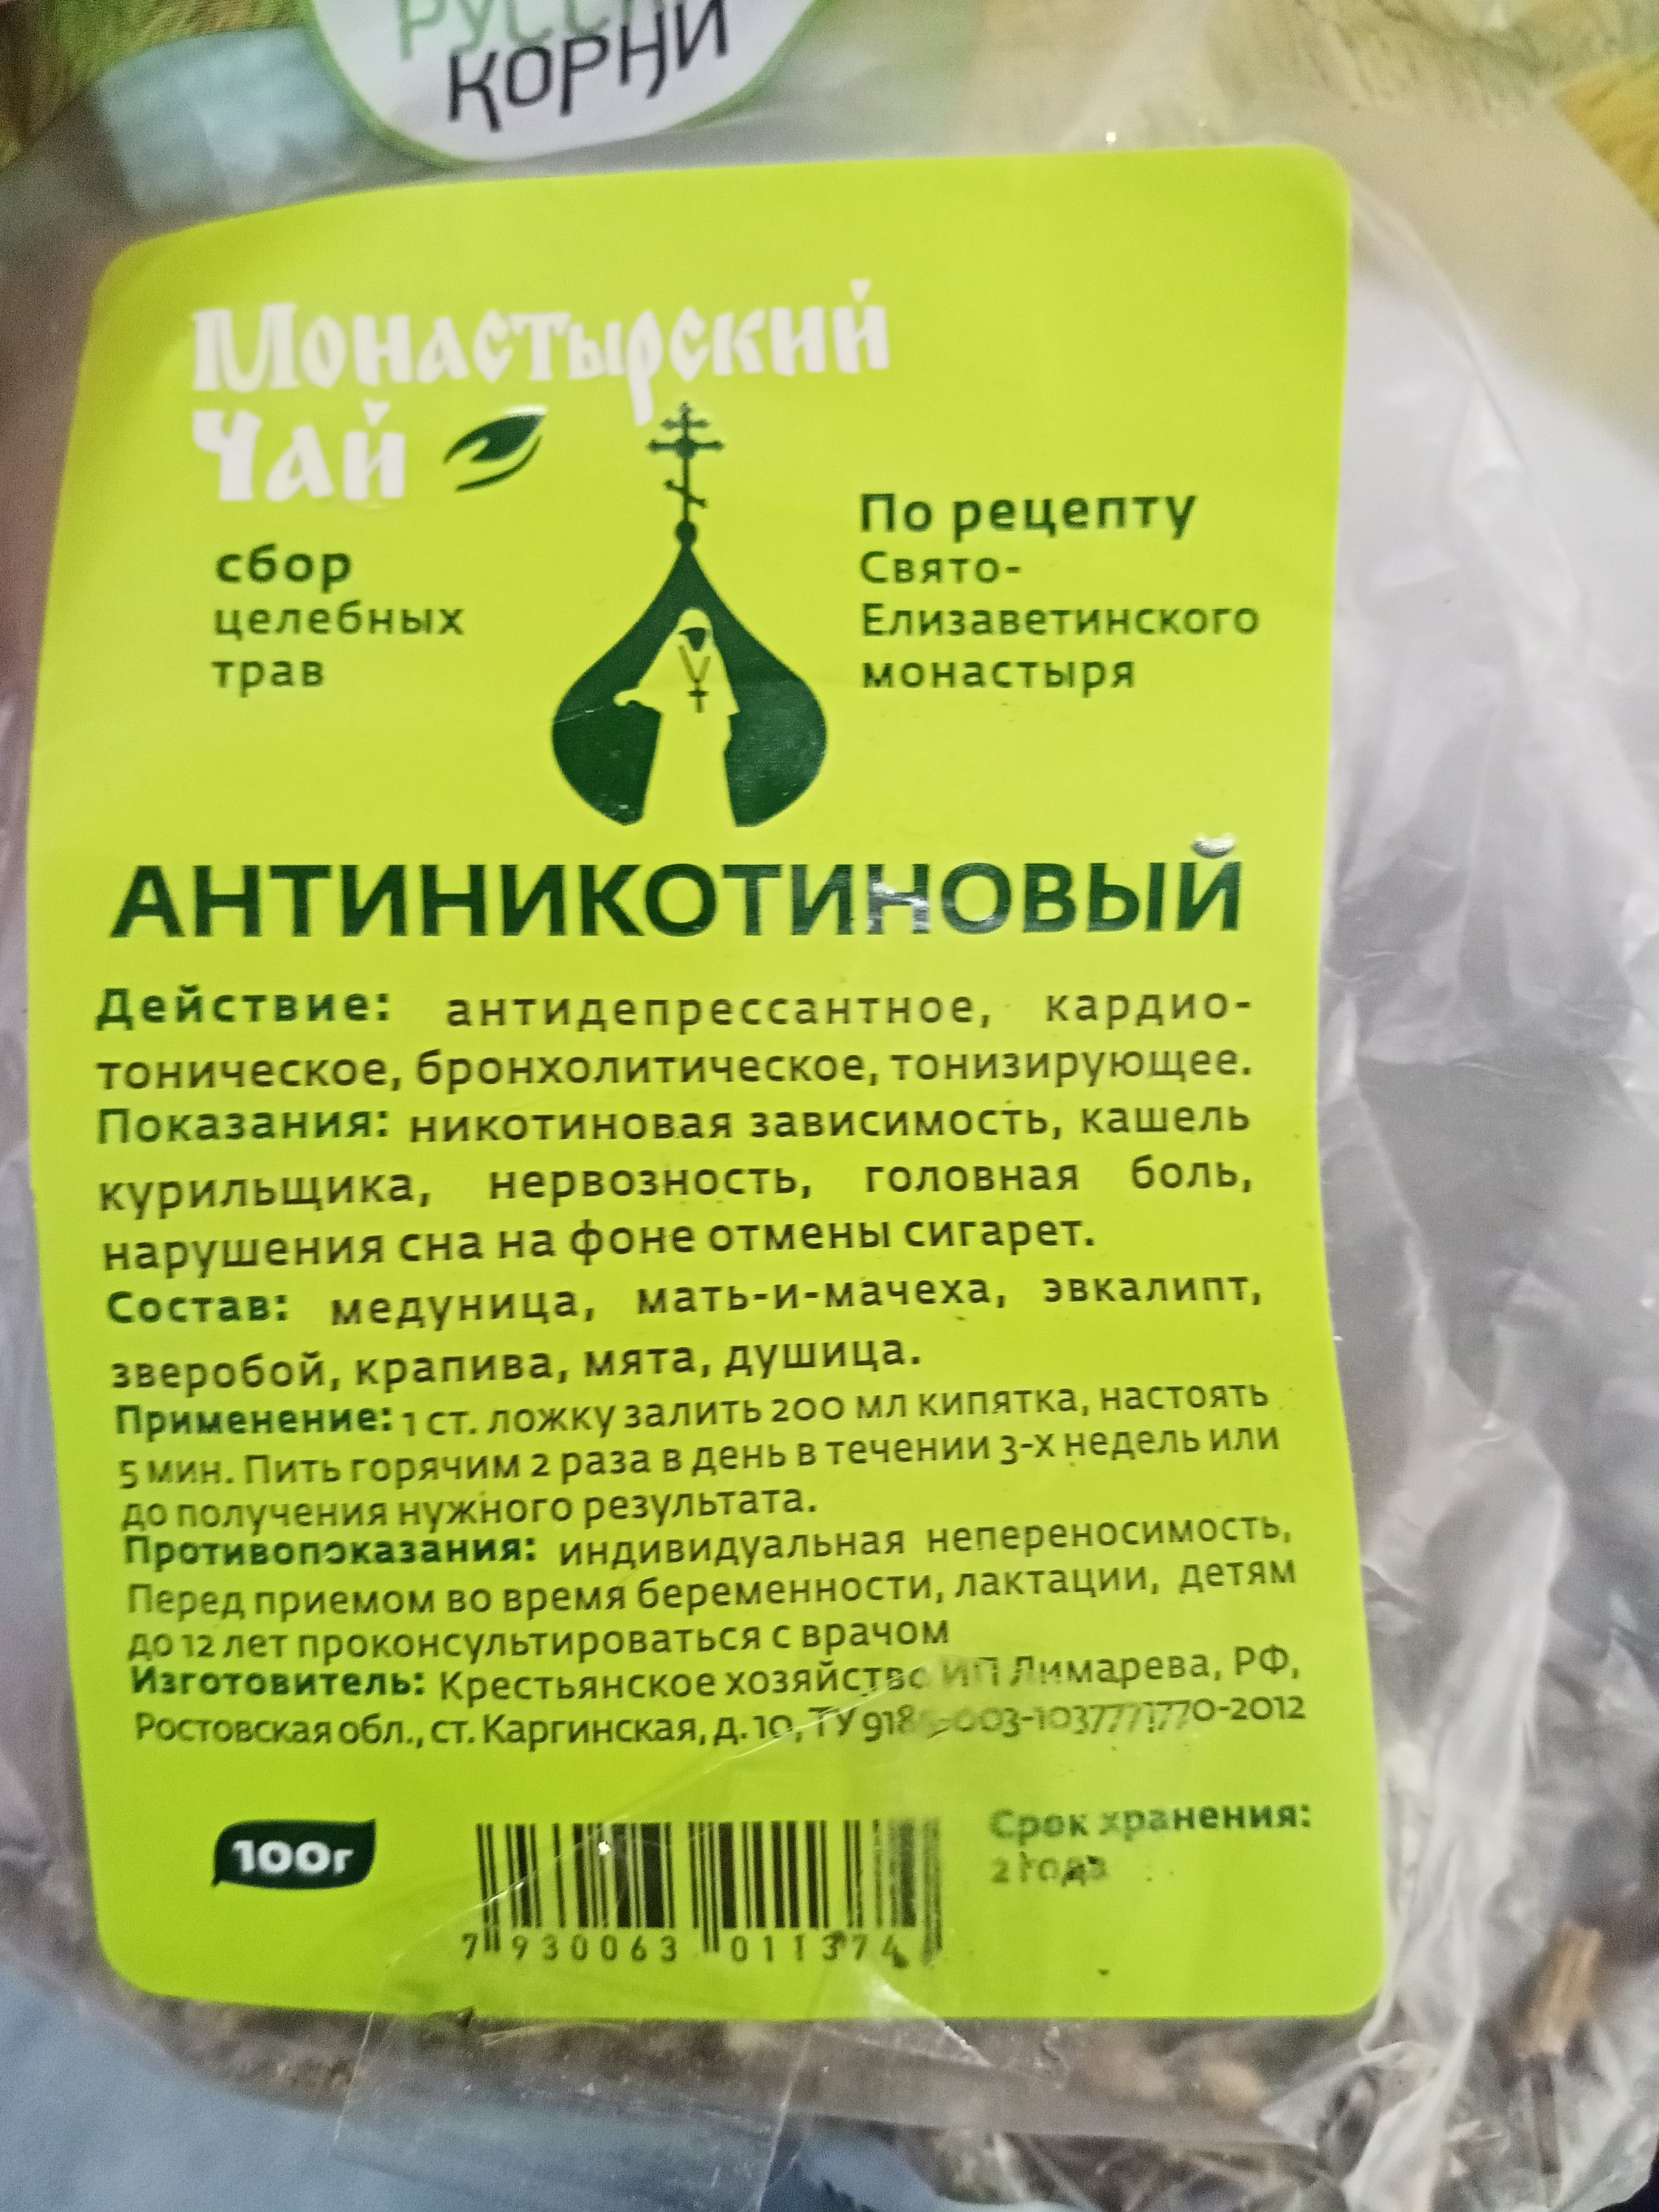 КОРНИ
Монастырский
Чай
сбор
целебных
трав
По рецепту
Свято-
Елизаветинского
монастыря
АНТИНИКОТИНОВЫЙ
Действие: антидепрессантное, кардио-
тоническое, бронхолитическое, тонизирующее.
Показания: никотиновая зависимость, кашель
курильщика, нервозность, головная боль,
нарушения сна на фоне отмены сигарет.
Состав: медуница, мать-и-мачеха, эвкалипт,
зверобой, крапива, мята, душица.
Применение: 1 ст. ложку залить 200 мл кипятка, настоять
5 мин. Пить горячим 2 раза в день в течении 3-х недель или
до получения нужного результата.
Противопоказания: индивидуальная непереносимость,
Перед приемом во время беременности, лактации, детям
до 12 лет проконсультироваться с врачом
Изготовитель: Крестьянское хозяйство ИП Лимарева, РФ,
Ростовская обл., ст. Каргинская, д. 10, ТУ
100г
7 930063 011374
Срок хранения:
2 года